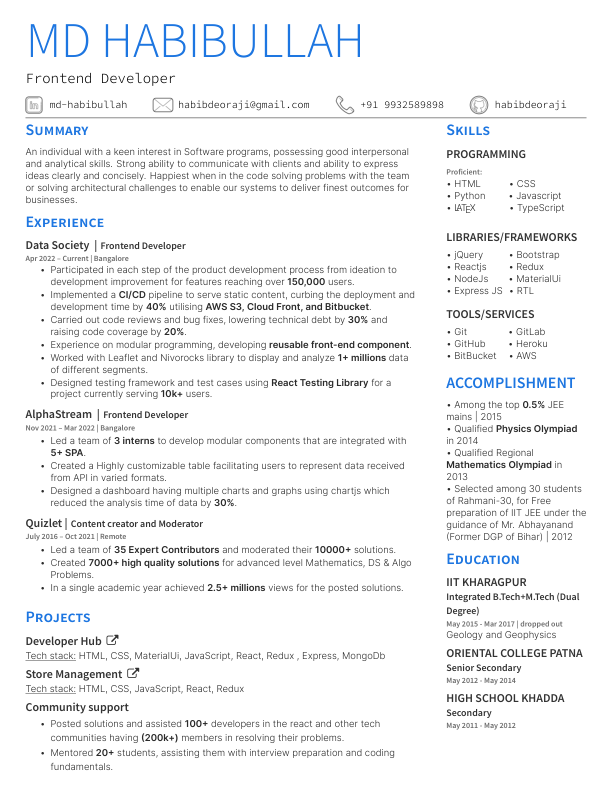 MD HABIBULLAH
Frontend Developer
md-habibullah habibdeoraji@gmail.com +91 9932589898 habibdeoraji
Summary
An individual with a keen interest in Software programs, possessing good interpersonal
and analytical skills. Strong ability to communicate with clients and ability to express
ideas clearly and concisely. Happiest when in the code solving problems with the team
or solving architectural challenges to enable our systems to deliver finest outcomes for
businesses.
Experience
Data Society | Frontend Developer
Apr 2022 – Current | Bangalore
• Participated in each step of the product development process from ideation to
development improvement for features reaching over 150,000 users.
• Implemented a CI/CD pipeline to serve static content, curbing the deployment and
development time by 40% utilising AWS S3, Cloud Front, and Bitbucket.
• Carried out code reviews and bug fixes, lowering technical debt by 30% and
raising code coverage by 20%.
• Experience on modular programming, developing reusable front-end component.
• Worked with Leaflet and Nivorocks library to display and analyze 1+ millions data
of different segments.
• Designed testing framework and test cases using React Testing Library for a
project currently serving 10k+ users.
AlphaStream | Frontend Developer
Nov 2021 – Mar 2022 | Bangalore
• Led a team of 3 interns to develop modular components that are integrated with
5+ SPA.
• Created a Highly customizable table facilitating users to represent data received
from API in varied formats.
• Designed a dashboard having multiple charts and graphs using chartjs which
reduced the analysis time of data by 30%.
Quizlet | Content creator and Moderator
July 2016 – Oct 2021 | Remote
• Led a team of 35 Expert Contributors and moderated their 10000+ solutions.
• Created 7000+ high quality solutions for advanced level Mathematics, DS & Algo
Problems.
• In a single academic year achieved 2.5+ millions views for the posted solutions.
Projects
Developer Hub
Tech stack: HTML, CSS, MaterialUi, JavaScript, React, Redux , Express, MongoDb
Store Management
Tech stack: HTML, CSS, JavaScript, React, Redux
Community support
• Posted solutions and assisted 100+ developers in the react and other tech
communities having (200k+) members in resolving their problems.
• Mentored 20+ students, assisting them with interview preparation and coding
fundamentals.
Skills
PROGRAMMING
Proficient:
• HTML • CSS
• Python • Javascript
• LATEX • TypeScript
LIBRARIES/FRAMEWORKS
• jQuery • Bootstrap
• Reactjs • Redux
• NodeJs • MaterialUi
• Express JS • RTL
TOOLS/SERVICES
• Git • GitLab
• GitHub • Heroku
• BitBucket • AWS
ACCOMPLISHMENT
• Among the top 0.5% JEE
mains | 2015
• Qualified Physics Olympiad
in 2014
• Qualified Regional
Mathematics Olympiad in
2013
• Selected among 30 students
of Rahmani-30, for Free
preparation of IIT JEE under the
guidance of Mr. Abhayanand
(Former DGP of Bihar) | 2012
Education
IIT KHARAGPUR
Integrated B.Tech+M.Tech (Dual
Degree)
May 2015 - Mar 2017 | dropped out
Geology and Geophysics
ORIENTAL COLLEGE PATNA
Senior Secondary
May 2012 - May 2014
HIGH SCHOOL KHADDA
Secondary
May 2011 - May 2012